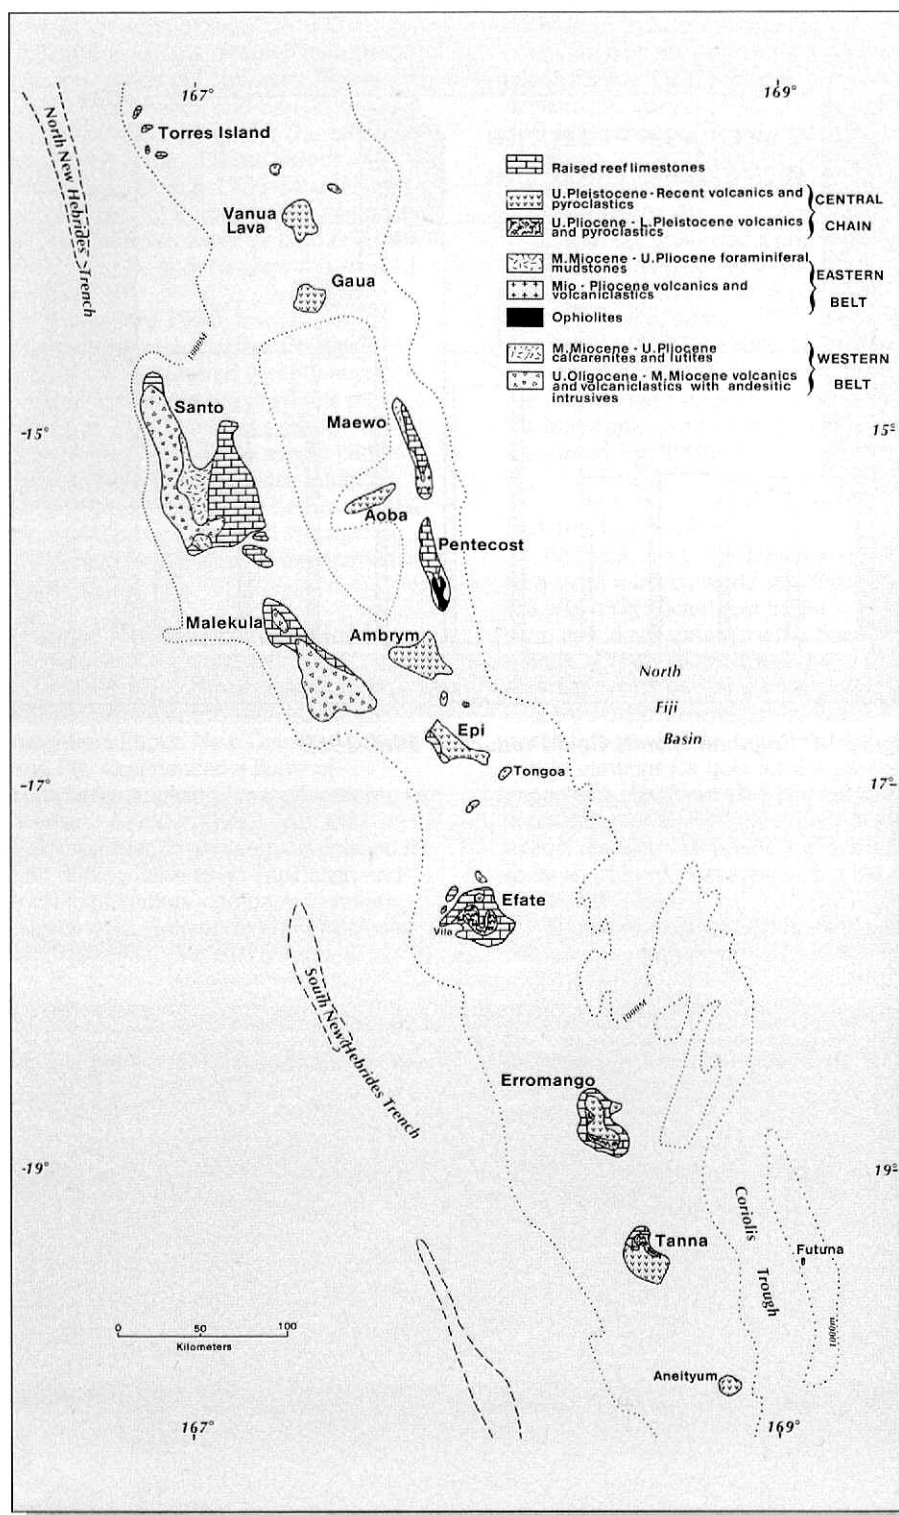 167°
169°
North New Hebrides Trench
Torres Island
Vanua
Lava
Gaua
1000M
Raised reef limestones
U.Pleistocene - Recent volcanics and
pyroclastics
U.Pliocene - L.Pleistocene volcanics
and pyroclastics
CENTRAL
CHAIN
M.Miocene - U.Pliocene foraminiferal
mudstones
Mio - Pliocene volcanics and
volcaniclastics
Ophiolites
EASTERN
BELT
M.Miocene - U.Pliocene
calcarenites and lutites
U.Oligocene - M.Miocene volcanics
and volcaniclastics with andesitic
intrusives
WESTERN
BELT
Santo
Maewo
-15°
15°
Aoba
Pentecost
Malekula
Ambrym
North
Fiji
Basin
Epi
Tongoa
-17°
17°
Efate
Vila
South New Hebrides Trench
1000M
Erromango
-19°
19°
Coriolis
Trough
Tanna
Futuna
1000m
0 50 100
Kilometers
Aneityum
167°
169°